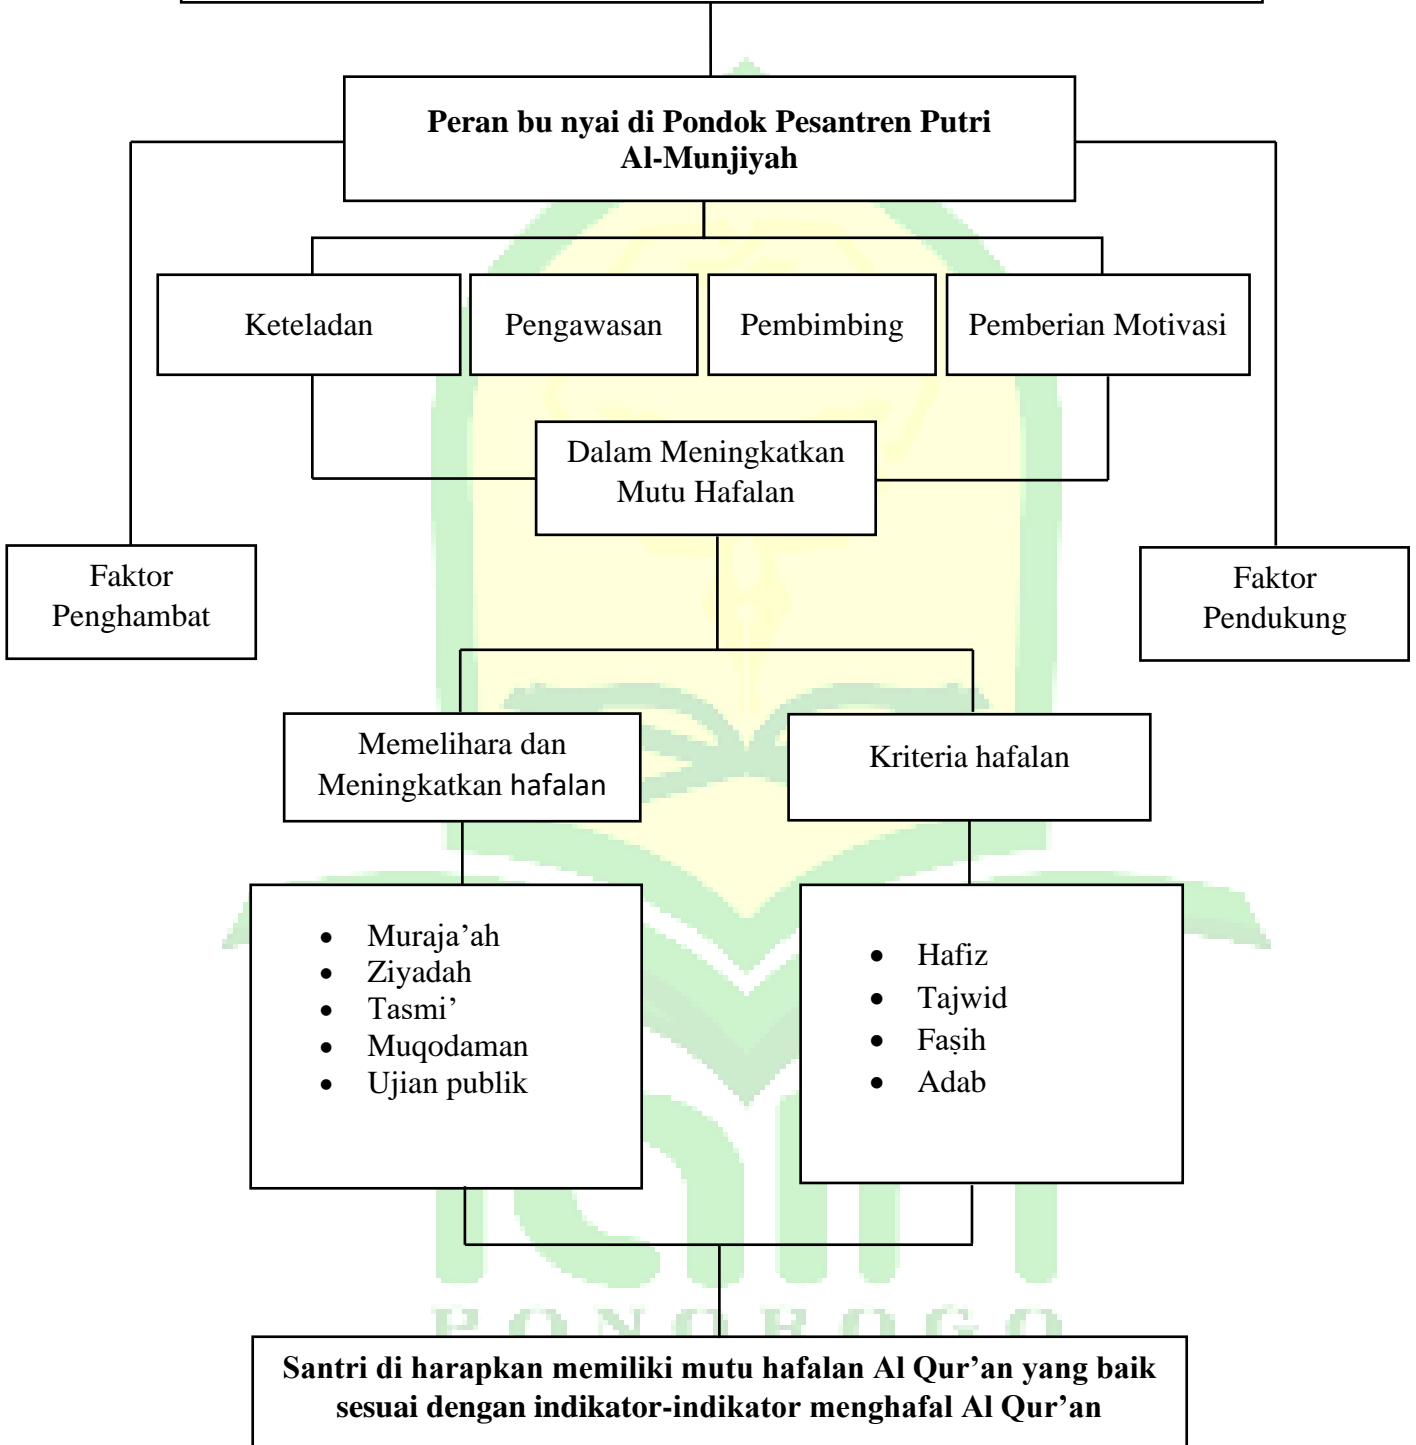 Peran bu nyai di Pondok Pesantren Putri
Al-Munjiyah
Keteladan
Pengawasan
Pembimbing
Pemberian Motivasi
Dalam Meningkatkan
Mutu Hafalan
Faktor
Penghambat
Faktor
Pendukung
Memelihara dan
Meningkatkan hafalan
Kriteria hafalan
• Muraja’ah
• Ziyadah
• Tasmi’
• Muqodaman
• Ujian publik
• Hafiz
• Tajwid
• Faṣih
• Adab
PONOROGO
Santri di harapkan memiliki mutu hafalan Al Qur’an yang baik
sesuai dengan indikator-indikator menghafal Al Qur’an